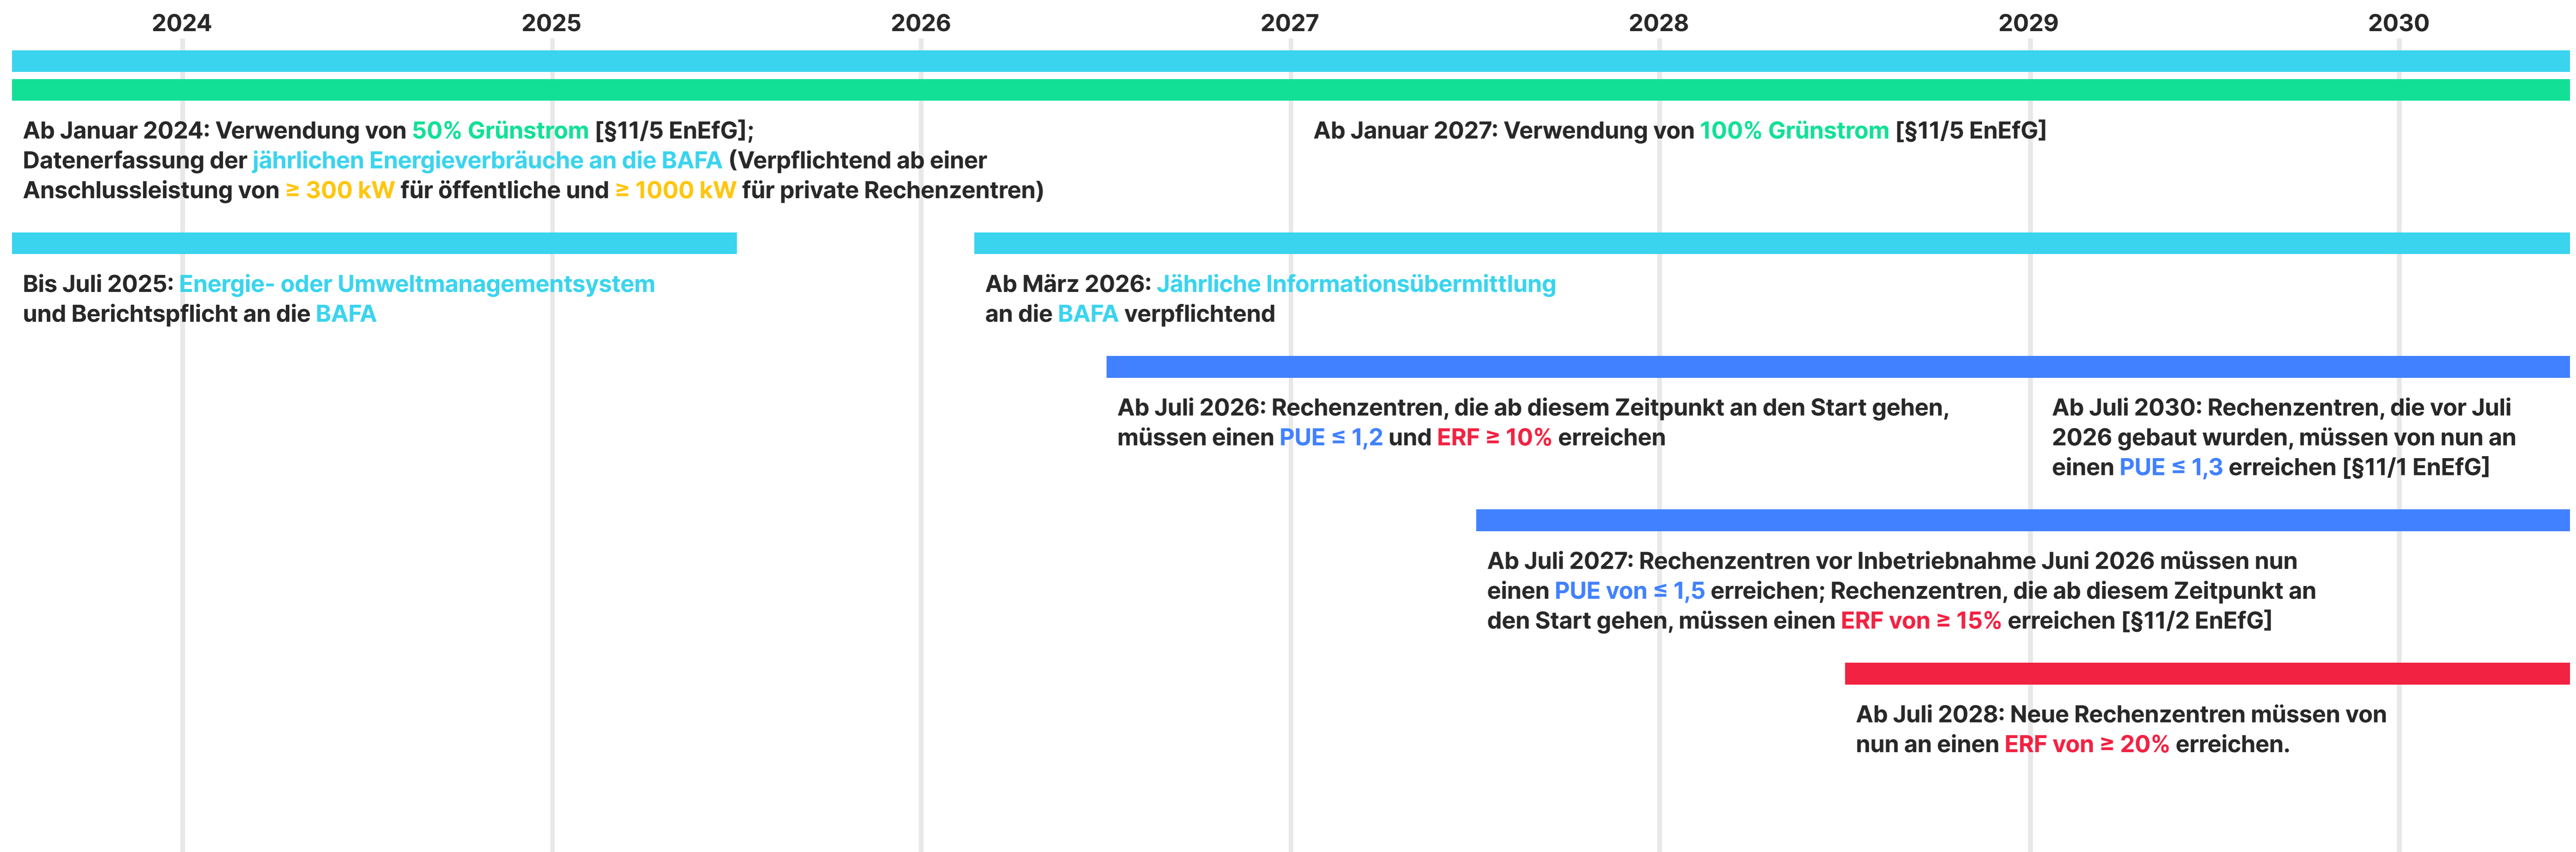 2024 2025 2026 2027 2028 2029 2030
Ab Januar 2024: Verwendung von 50% Grünstrom [§11/5 EnEfG];
Datenerfassung der jährlichen Energieverbräuche an die BAFA (Verpflichtend ab einer
Anschlussleistung von ≥ 300 kW für öffentliche und ≥ 1000 kW für private Rechenzentren)
Ab Januar 2027: Verwendung von 100% Grünstrom [§11/5 EnEfG]
Bis Juli 2025: Energie- oder Umweltmanagementsystem
und Berichtspflicht an die BAFA
Ab März 2026: Jährliche Informationsübermittlung
an die BAFA verpflichtend
Ab Juli 2026: Rechenzentren, die ab diesem Zeitpunkt an den Start gehen,
müssen einen PUE ≤ 1,2 und ERF ≥ 10% erreichen
Ab Juli 2030: Rechenzentren, die vor Juli
2026 gebaut wurden, müssen von nun an
einen PUE ≤ 1,3 erreichen [§11/1 EnEfG]
Ab Juli 2027: Rechenzentren vor Inbetriebnahme Juni 2026 müssen nun
einen PUE von ≤ 1,5 erreichen; Rechenzentren, die ab diesem Zeitpunkt an
den Start gehen, müssen einen ERF von ≥ 15% erreichen [§11/2 EnEfG]
Ab Juli 2028: Neue Rechenzentren müssen von
nun an einen ERF von ≥ 20% erreichen.